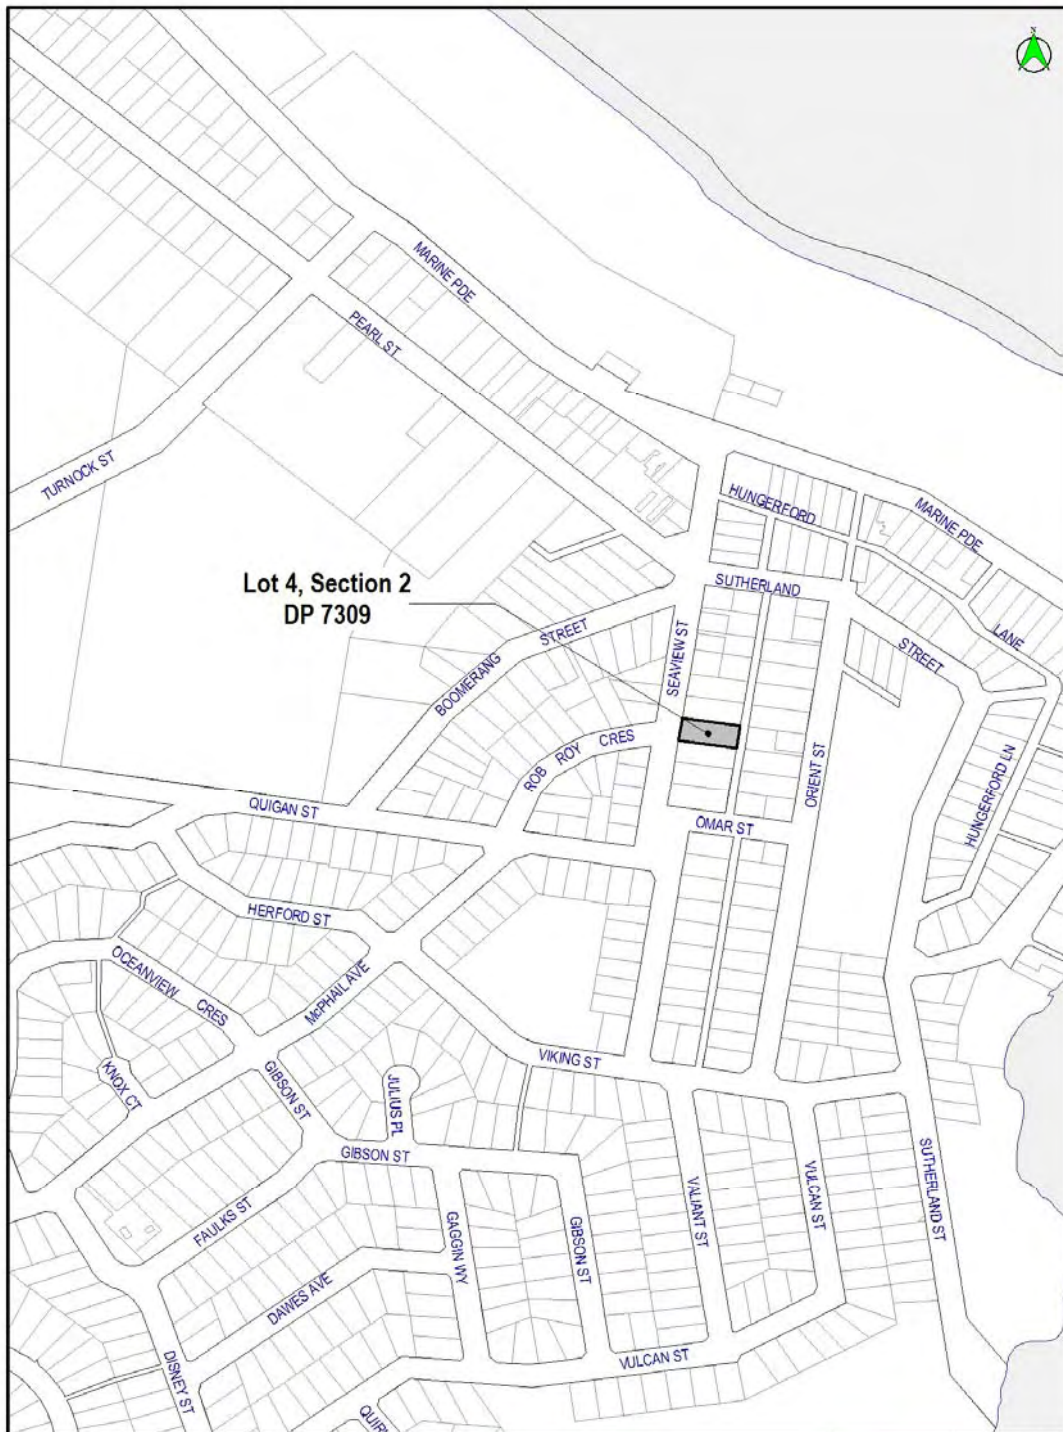 N
MARINE PDE
PEARL ST
TURNOCK ST
HUNGERFORD
MARINE PDE
Lot 4, Section 2
DP 7309
SUTHERLAND
STREET
BOOMERANG
SEAVIEW ST
STREET
LANE
ROB ROY CRES
ORIENT ST
HUNGERFORD LN
QUIGAN ST
OMAR ST
HERFORD ST
OCEANVIEW CRES
McPHAIL AVE
VIKING ST
KNOX CT
GIBSON ST
JULIUS PL
GIBSON ST
SUTHERLAND ST
VULCAN ST
VALIANT ST
FAULKS ST
GAGGIN WY
GIBSON ST
DAWES AVE
VULCAN ST
DISNEY ST